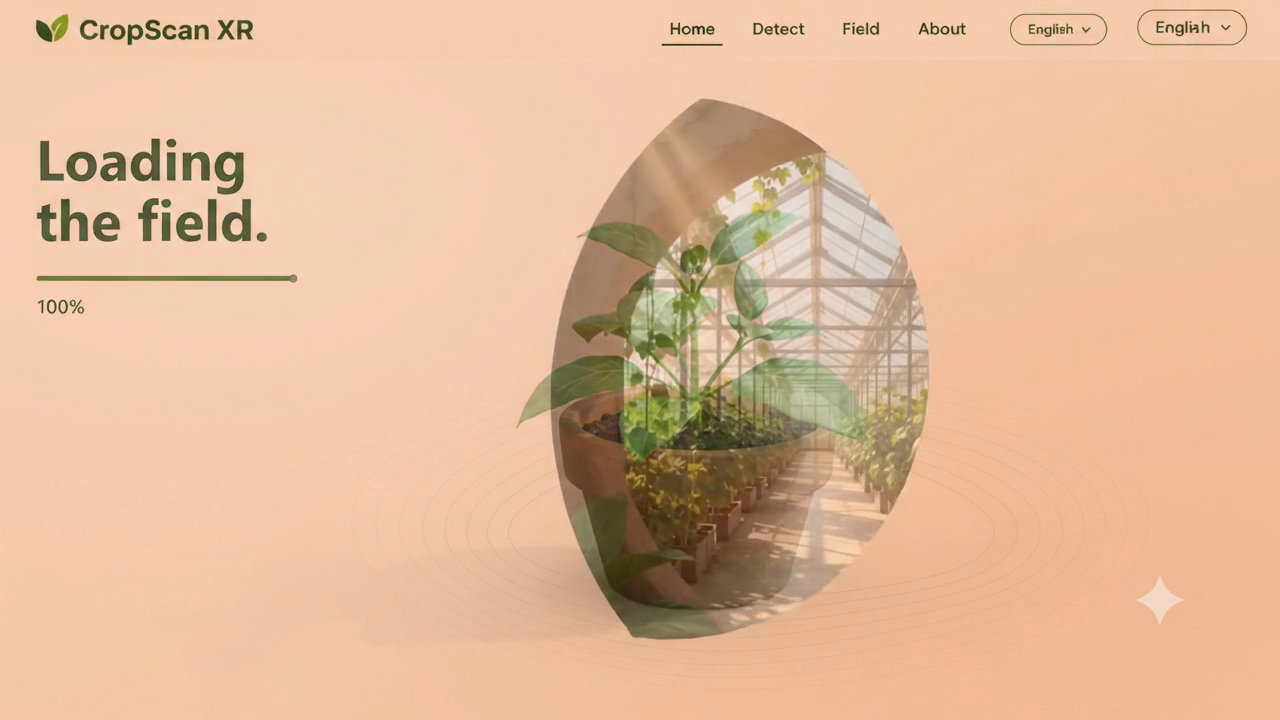 CropScan XR
Home
Detect
Field
About
English
English
Loading
the field.
100%